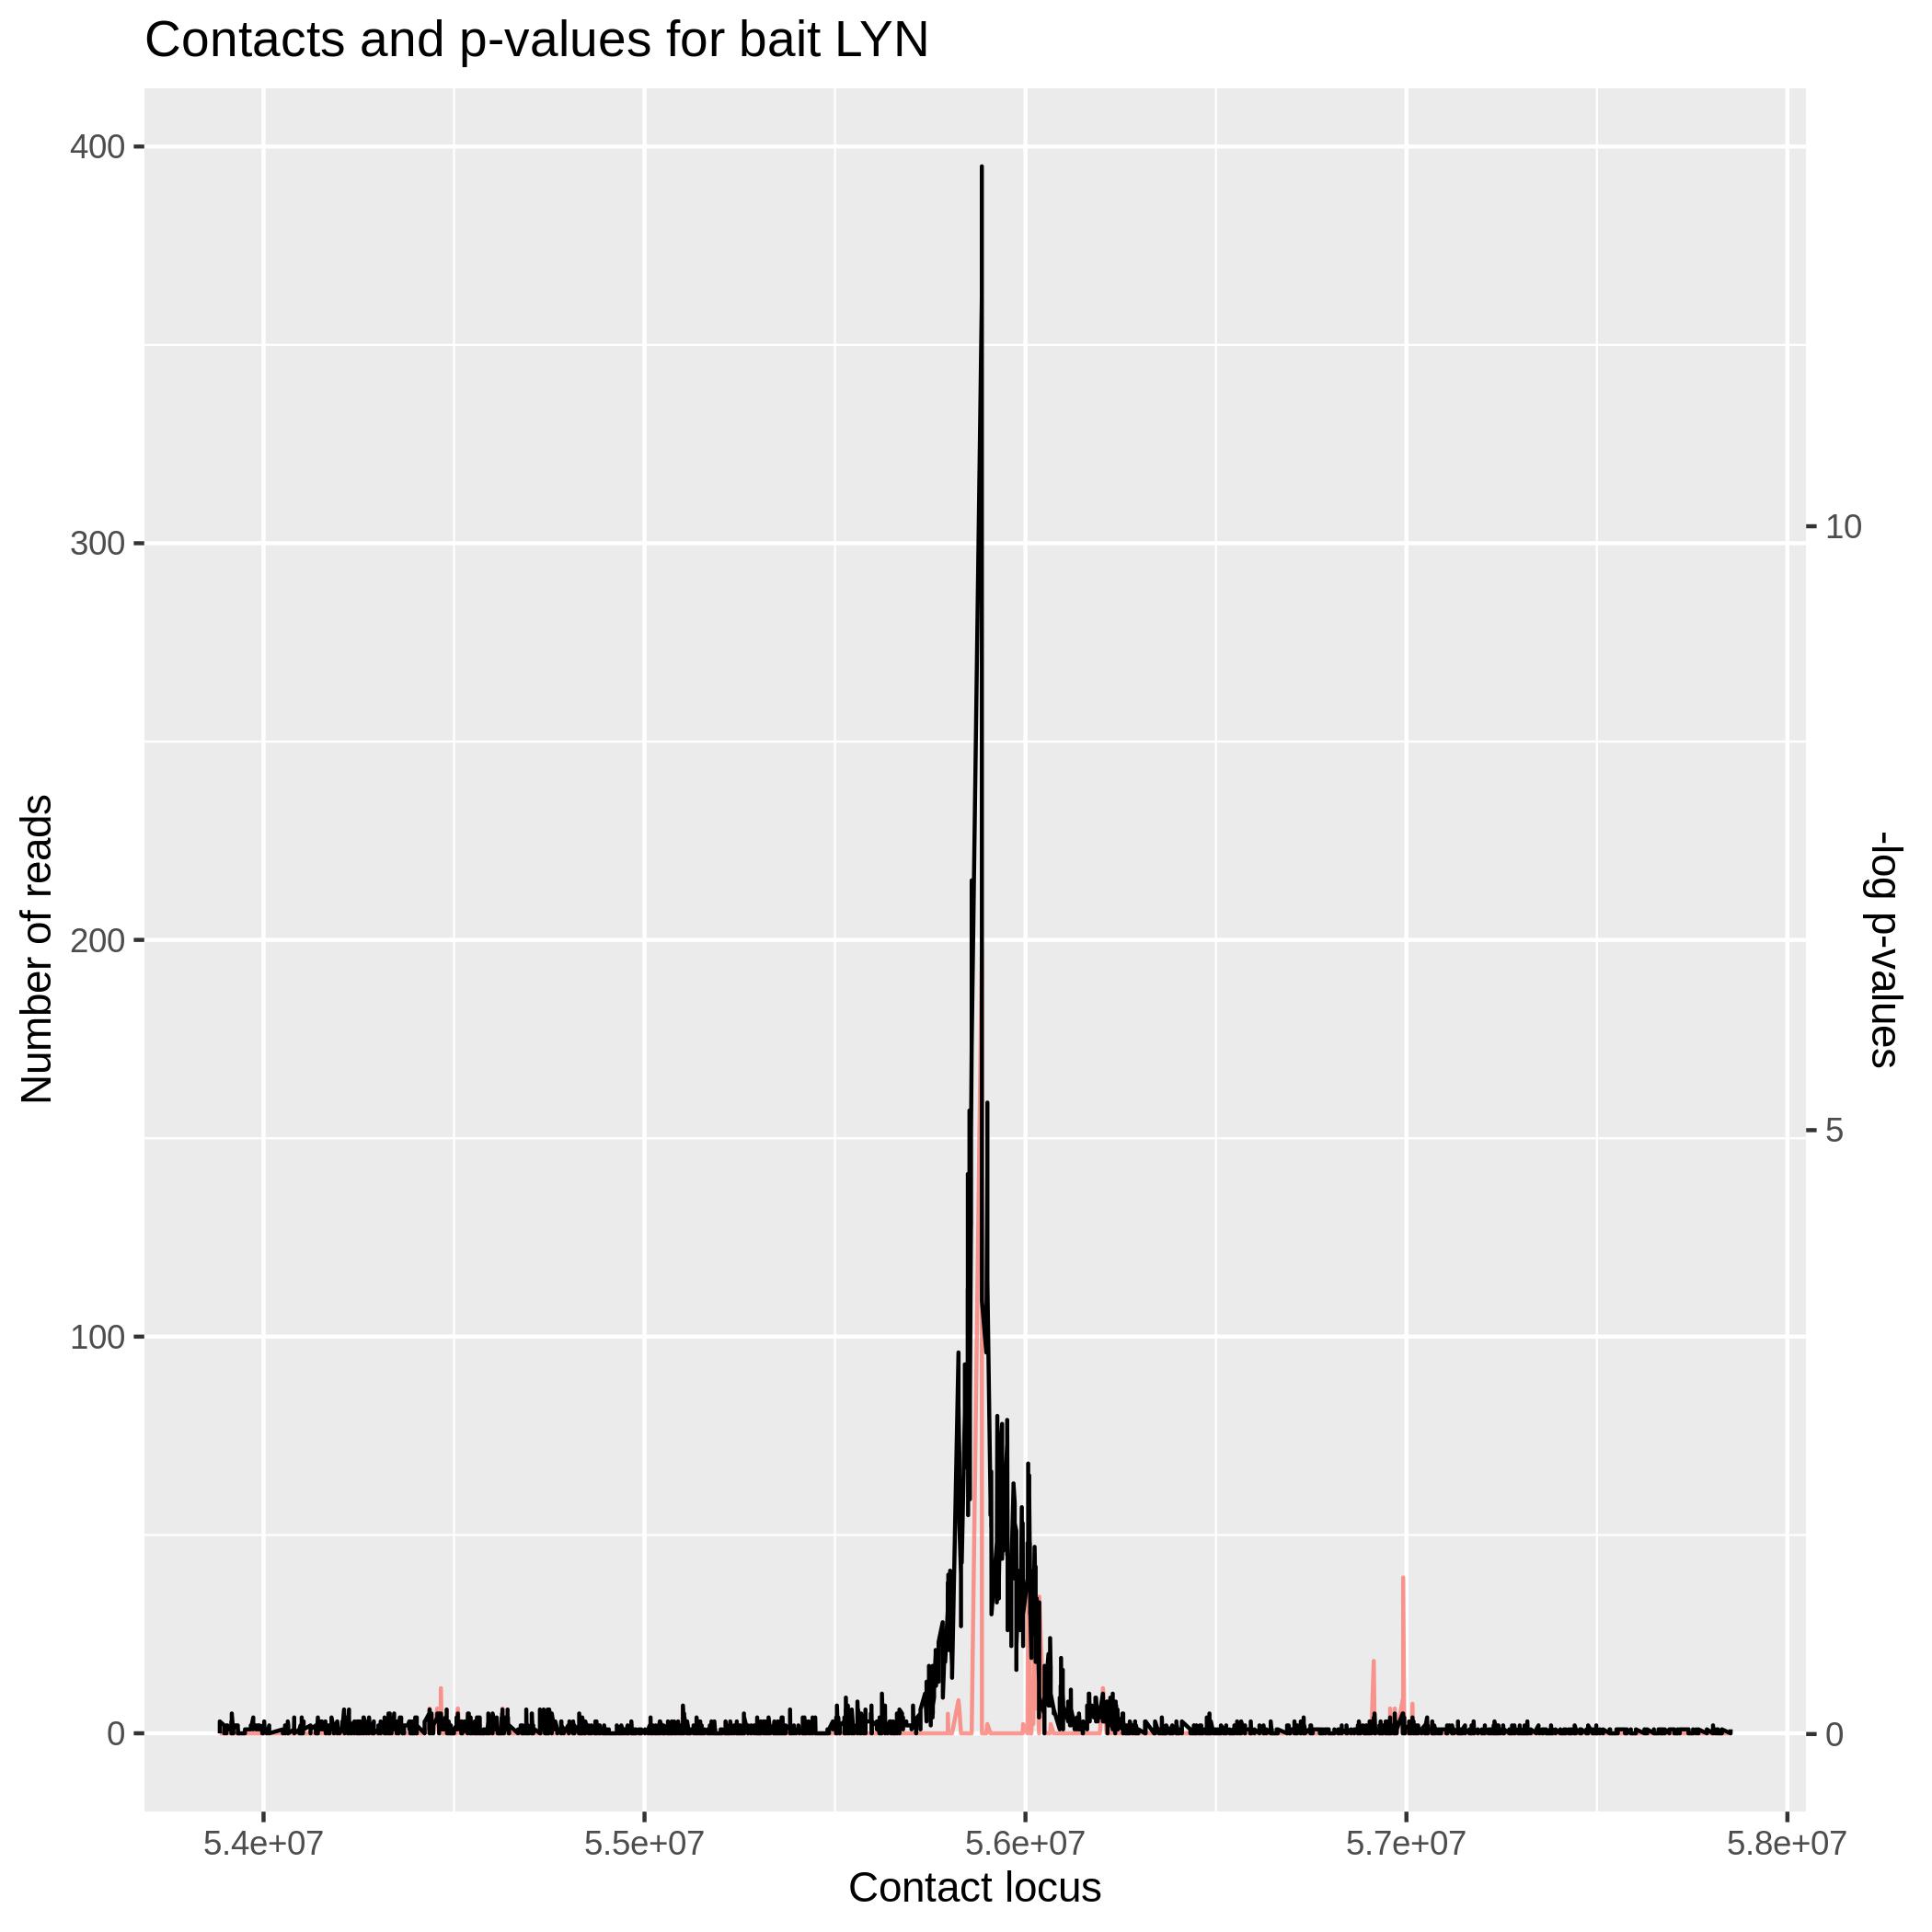 Contacts and p-values for bait LYN
400
300
200
100
0
Number of reads
10
5
0
-log p-values
5.4e+07
5.5e+07
5.6e+07
5.7e+07
5.8e+07
Contact locus